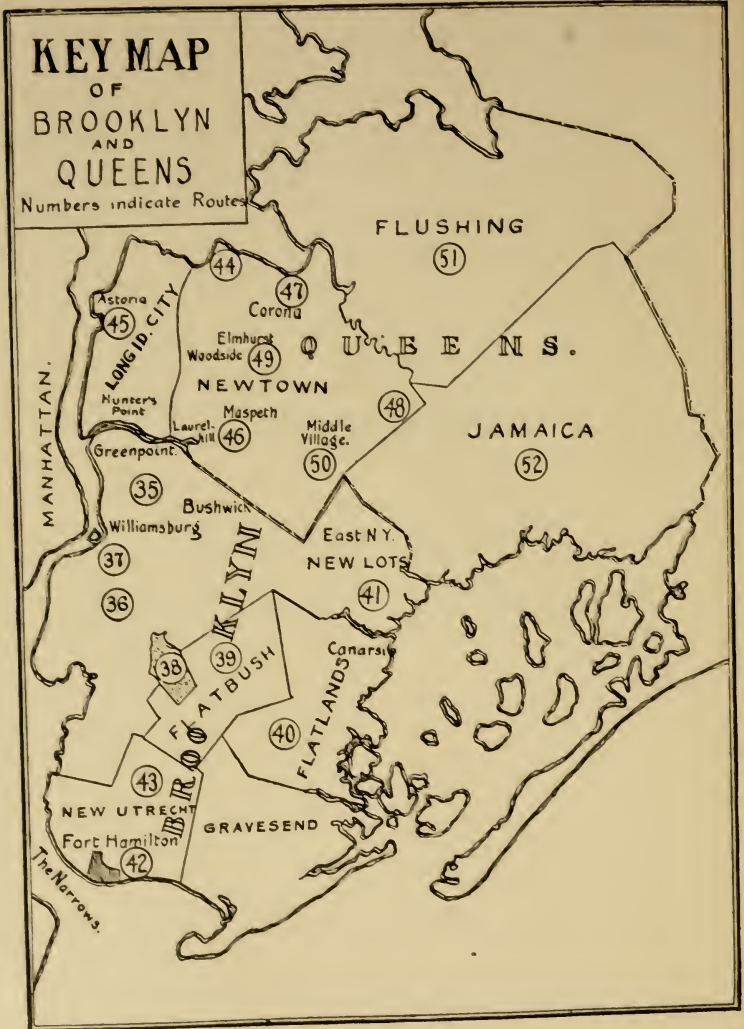 KEY MAP
OF
BROOKLYN
AND
QUEENS
Numbers indicate Routes
FLUSHING
51
44
47
Corona
Astoria
45
LONG ID. CITY
Hunter's
Point
Elmhurst
Woodside
49
QUEENS.
NEWTOWN
48
Maspeth
Laurel-
hill
46
Middle
Village.
50
JAMAICA
52
MANHATTAN.
Greenpoint.
35
Bushwick
Williamsburg
37
36
East N.Y.
NEW LOTS
41
BROOKLYN
38
39
FLATBUSH
Canarsie
FLATLANDS
40
43
NEW UTRECHT
GRAVESEND
Fort Hamilton
42
The Narrows.